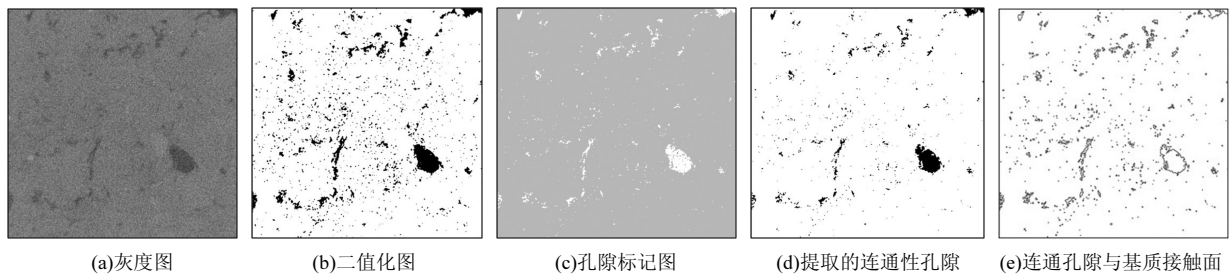 (a)灰度图
(b)二值化图
(c)孔隙标记图
(d)提取的连通性孔隙
(e)连通孔隙与基质接触面